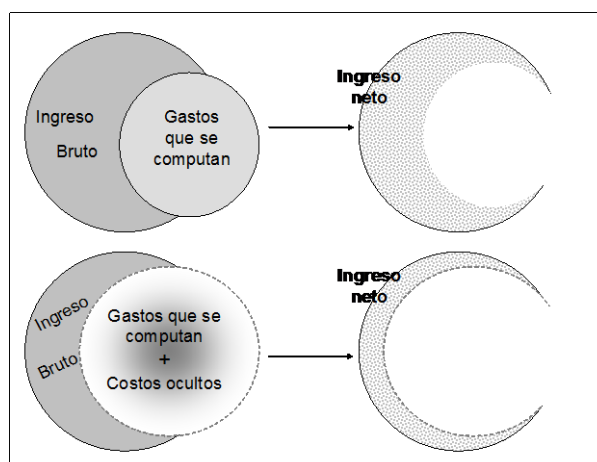 Ingreso
Bruto
Gastos
que se
computan
Ingreso
neto
Ingreso
Bruto
Gastos que se
computan
+
Costos ocultos
Ingreso
neto